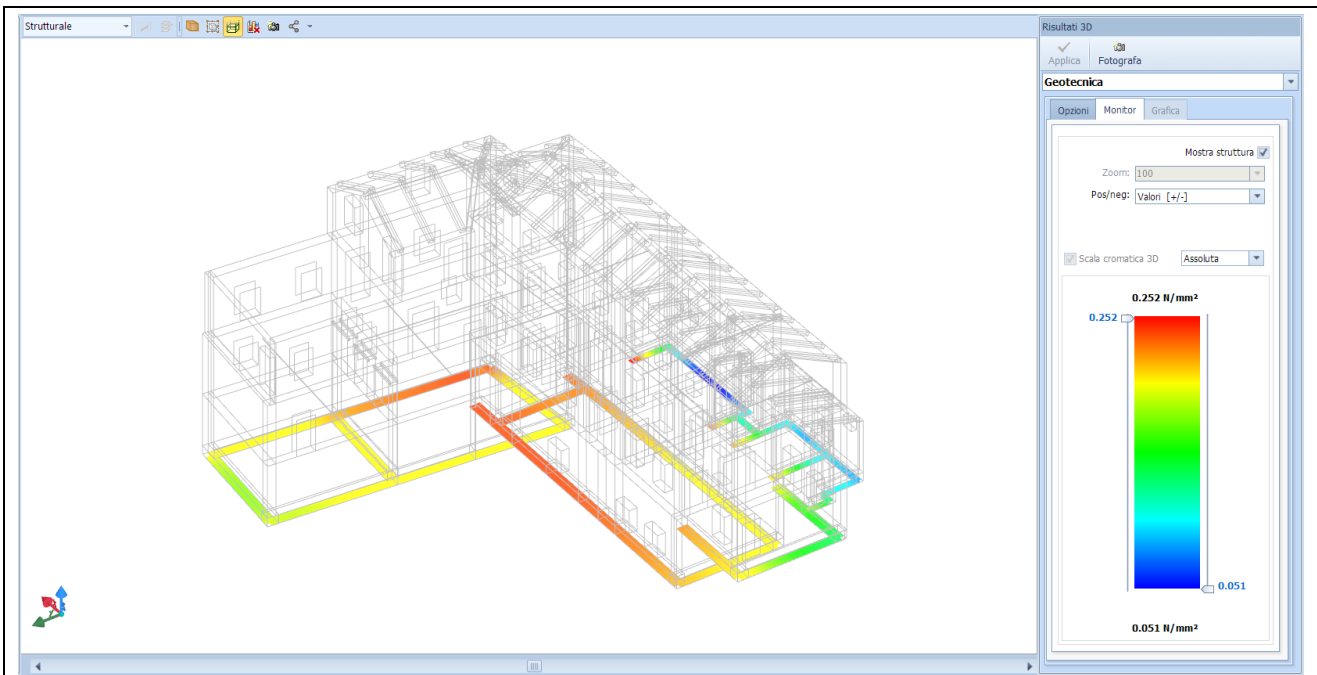 Strutturale
Risultati 3D
Applica
Fotografa
Geotecnica
Opzioni
Monitor
Grafica
Mostra struttura
Zoom: 100
Pos/neg: Valori [+/-]
Scala cromatica 3D
Assoluta
0.252 N/mm²
0.252
0.051
0.051 N/mm²